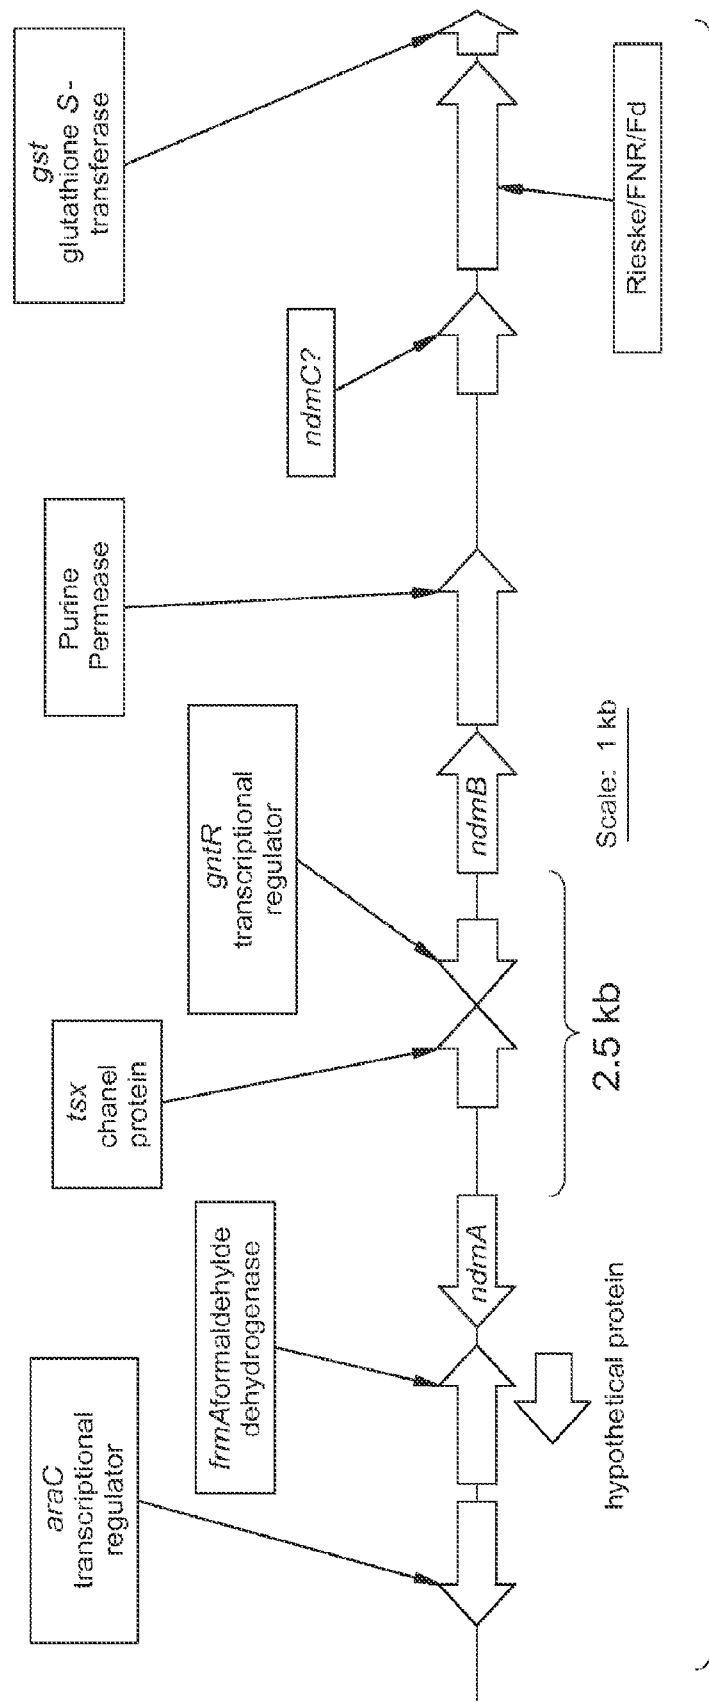 araC
transcriptional
regulator
frmAformaldehylde
dehydrogenase
tsx
chanel
protein
gntR
transcriptional
regulator
Purine
Permease
ndmC?
gst
glutathione S-
transferase
ndmA
ndmB
hypothetical protein
2.5 kb
Scale: 1 kb
Rieske/FNR/Fd